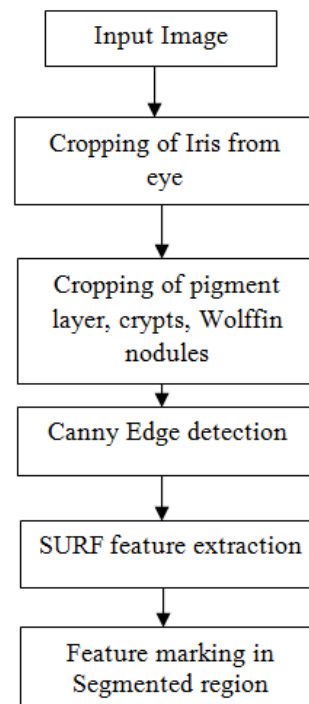 Input Image
Cropping of Iris from
eye
Cropping of pigment
layer, crypts, Wolffin
nodules
Canny Edge detection
SURF feature extraction
Feature marking in
Segmented region